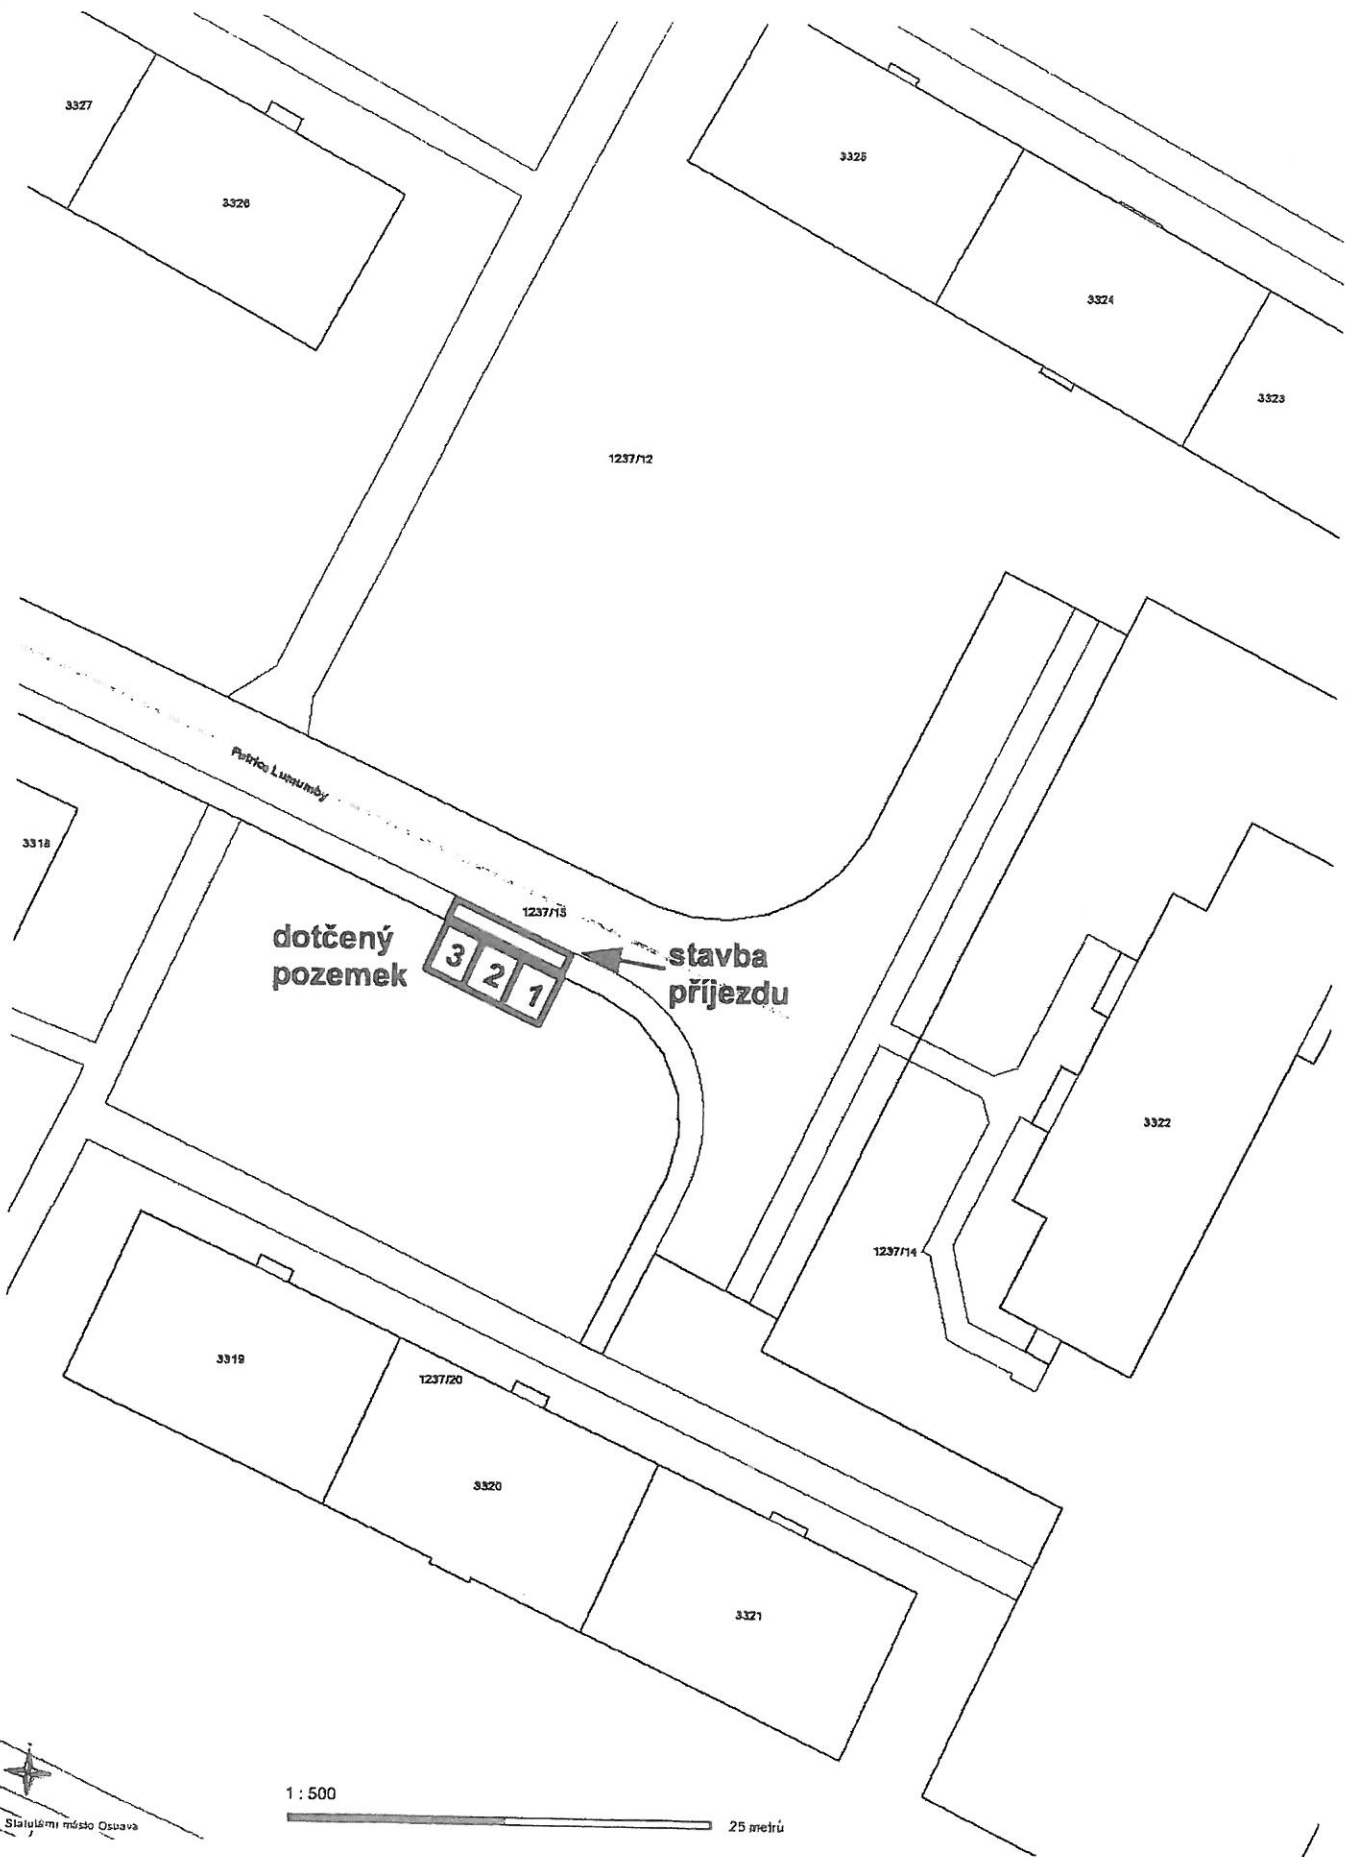 3327
3326
3325
3324
3323
1237/12
Patrice Lumumby
3318
1237/15
dotčený
pozemek
3
2
1
stavba
příjezdu
3322
1237/14
3319
1237/20
3320
3321
1 : 500
25 metrů
Statutární město Ostrava